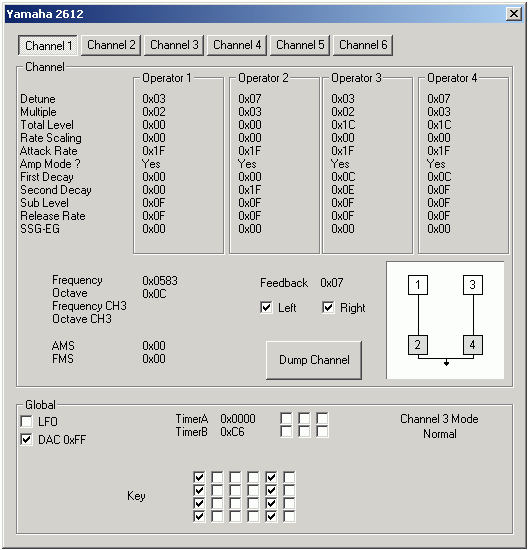 Yamaha 2612
Channel 1 Channel 2 Channel 3 Channel 4 Channel 5 Channel 6
Channel
Operator 1 Operator 2 Operator 3 Operator 4
Detune 0x03 0x07 0x03 0x07
Multiple 0x02 0x03 0x02 0x03
Total Level 0x00 0x00 0x1C 0x1C
Rate Scaling 0x00 0x00 0x00 0x00
Attack Rate 0x1F 0x1F 0x1F 0x1F
Amp Mode ? Yes Yes Yes Yes
First Decay 0x00 0x00 0x0C 0x0C
Second Decay 0x00 0x1F 0x0E 0x00
Sub Level 0x0F 0x0F 0x0F 0x0F
Release Rate 0x0F 0x0F 0x0F 0x0F
SSG-EG 0x00 0x00 0x00 0x00
Frequency 0x0583
Octave 0x0C
Frequency CH3
Octave CH3
AMS 0x00
FMS 0x00
Feedback 0x07
Left Right
Dump Channel
1 3
2 4
Global
LFO
DAC 0xFF
TimerA 0x0000
TimerB 0xC6
Channel 3 Mode
Normal
Key